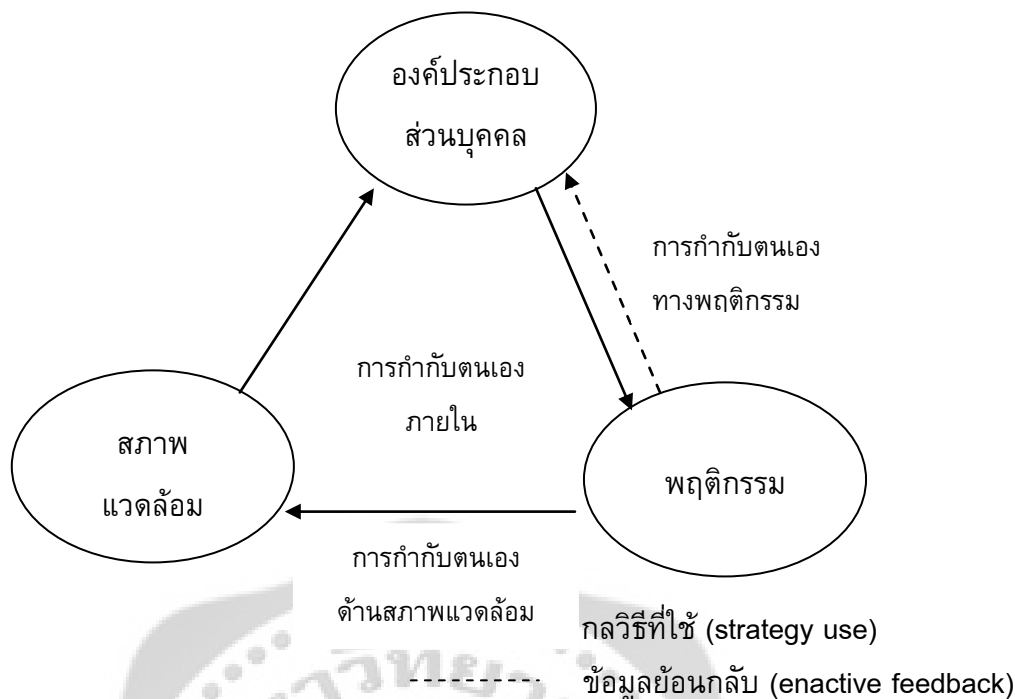 องค์ประกอบ
ส่วนบุคคล
การกำกับตนเอง
ทางพฤติกรรม
การกำกับตนเอง
ภายใน
สภาพ
แวดล้อม
พฤติกรรม
การกำกับตนเอง
ด้านสภาพแวดล้อม
กลวิธีที่ใช้ (strategy use)
ข้อมูลย้อนกลับ (enactive feedback)